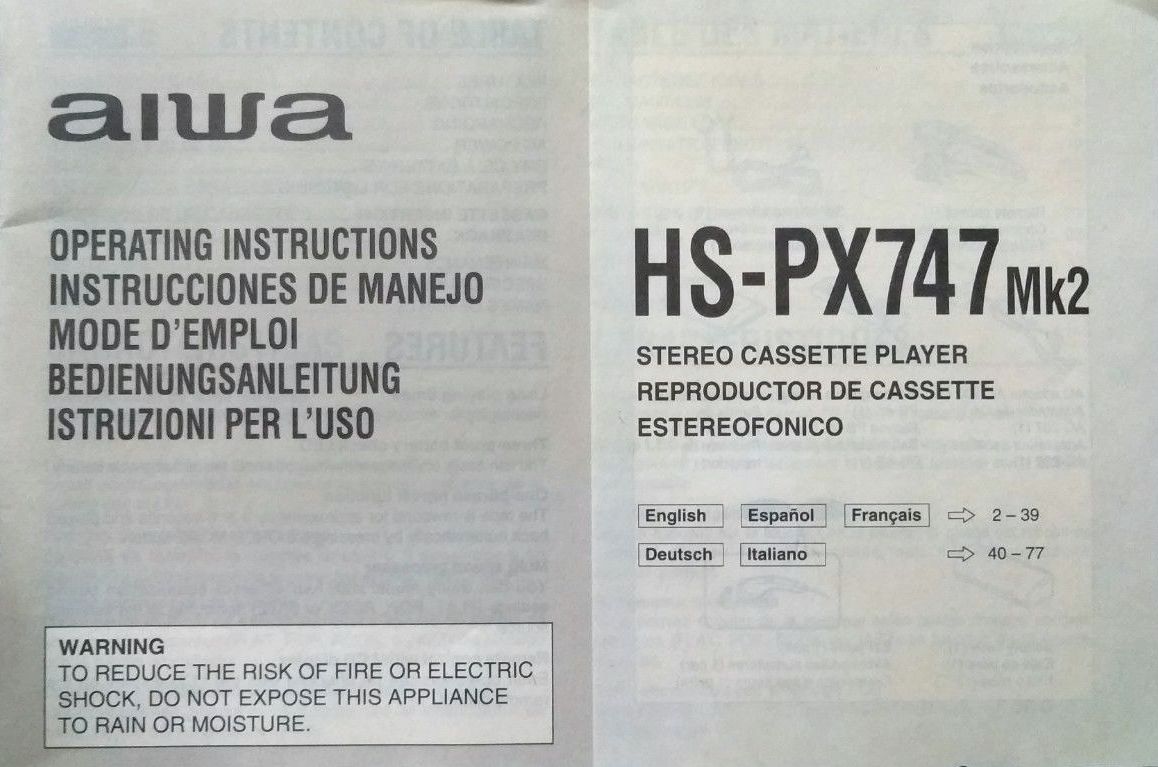 aiwa
OPERATING INSTRUCTIONS
INSTRUCCIONES DE MANEJO
MODE D'EMPLOI
BEDIENUNGSANLEITUNG
ISTRUZIONI PER L'USO
WARNING
TO REDUCE THE RISK OF FIRE OR ELECTRIC
SHOCK, DO NOT EXPOSE THIS APPLIANCE
TO RAIN OR MOISTURE.
HS-PX747 Mk2
STEREO CASSETTE PLAYER
REPRODUCTOR DE CASSETTE
ESTEREOFONICO
English Español Français ⇨ 2 – 39
Deutsch Italiano ⇨ 40 – 77